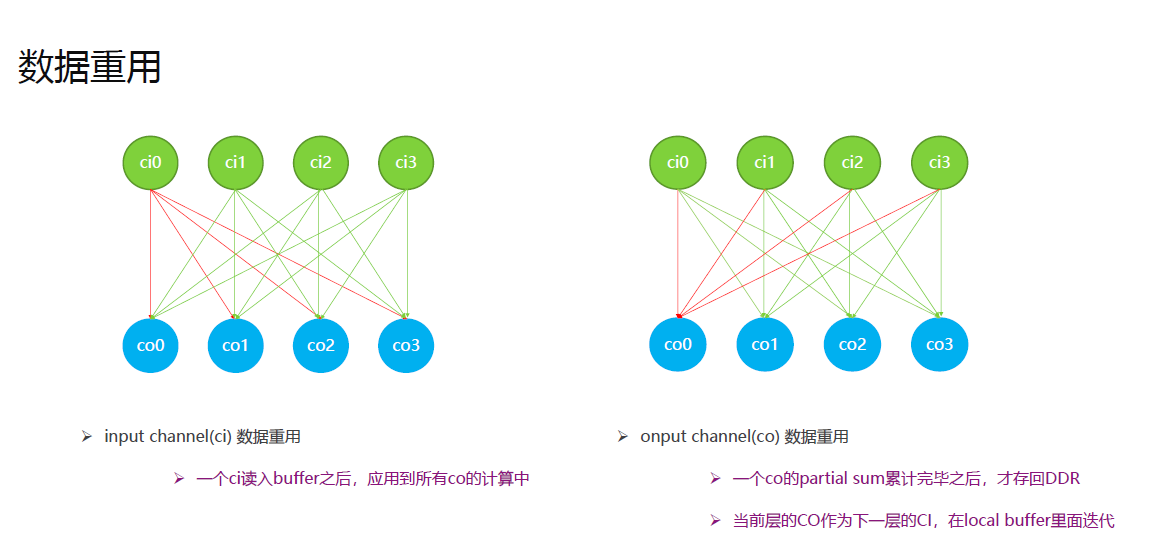 数据重用
ci0 ci1 ci2 ci3
co0 co1 co2 co3
input channel(ci) 数据重用
一个ci读入buffer之后，应用到所有co的计算中
ci0 ci1 ci2 ci3
co0 co1 co2 co3
onput channel(co) 数据重用
一个co的partial sum累计完毕之后，才存回DDR
当前层的CO作为下一层的CI，在local buffer里面迭代